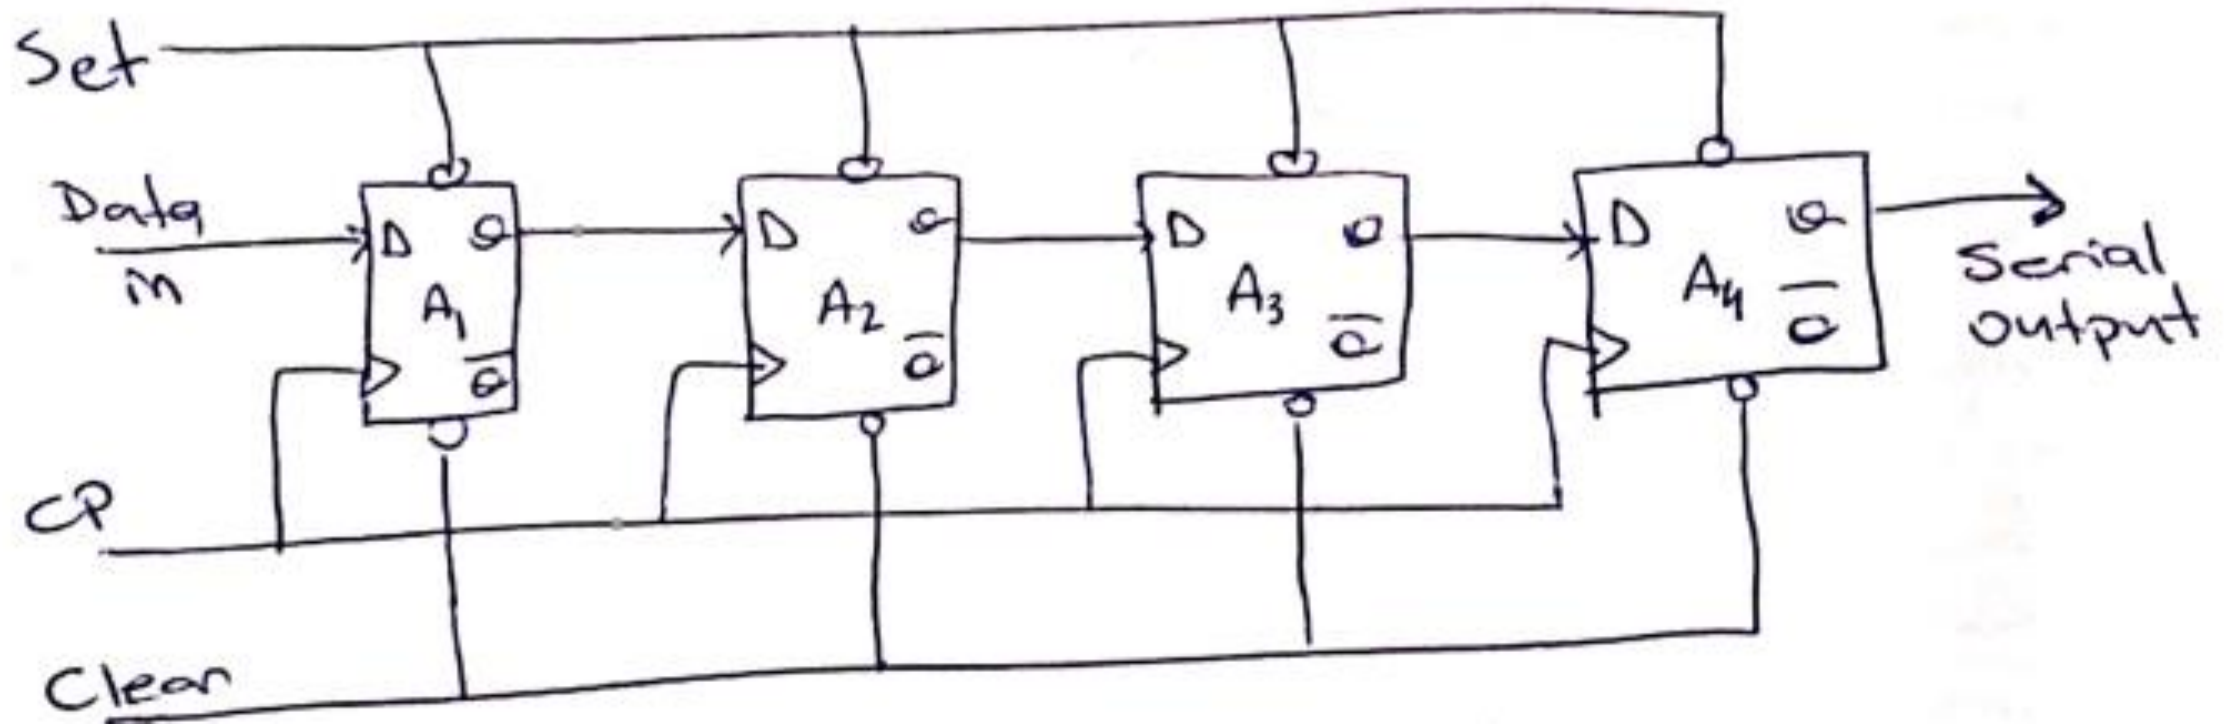 Set
Data
in
D Q
A1
Q̅
D Q
A2
Q̅
D Q
A3
Q̅
D Q
A4
Q̅
Serial
output
CP
Clear